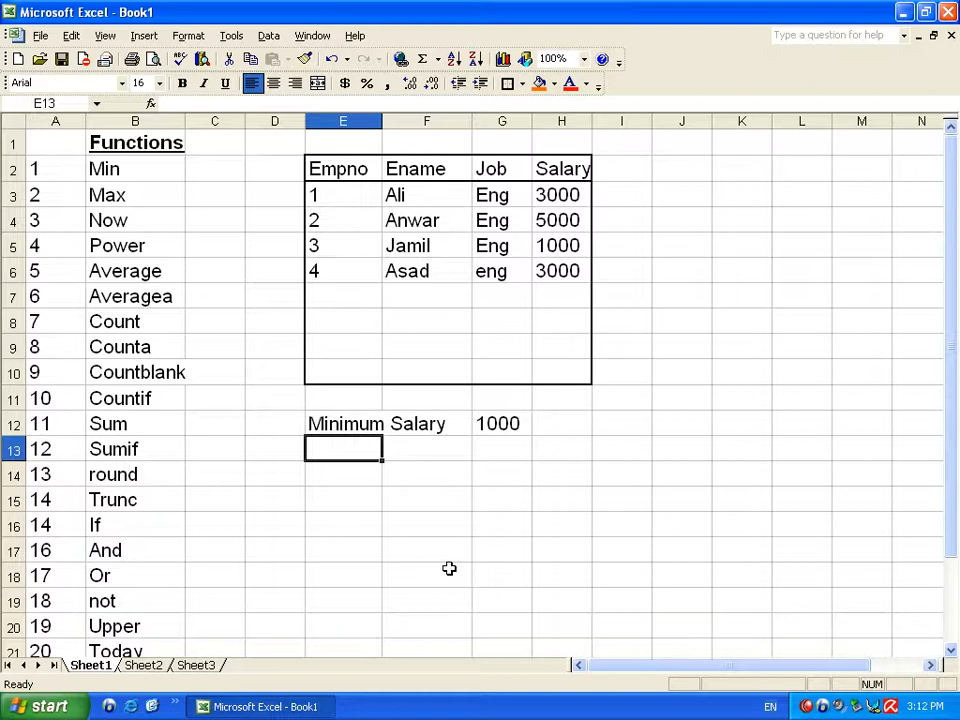 Microsoft Excel - Book1
File Edit View Insert Format Tools Data Window Help
Type a question for help
100%
Arial 16 B I U $ % ,
E13 fx
A B C D E F G H I J K L M N
1 Functions
2 1 Min Empno Ename Job Salary
3 2 Max 1 Ali Eng 3000
4 3 Now 2 Anwar Eng 5000
5 4 Power 3 Jamil Eng 1000
6 5 Average 4 Asad eng 3000
7 6 Averagea
8 7 Count
9 8 Counta
10 9 Countblank
11 10 Countif
12 11 Sum Minimum Salary 1000
13 12 Sumif
14 13 round
15 14 Trunc
16 14 If
17 16 And
18 17 Or
19 18 not
20 19 Upper
21 20 Today
Sheet1 Sheet2 Sheet3
Ready NUM
start Microsoft Excel - Book1 EN 3:12 PM